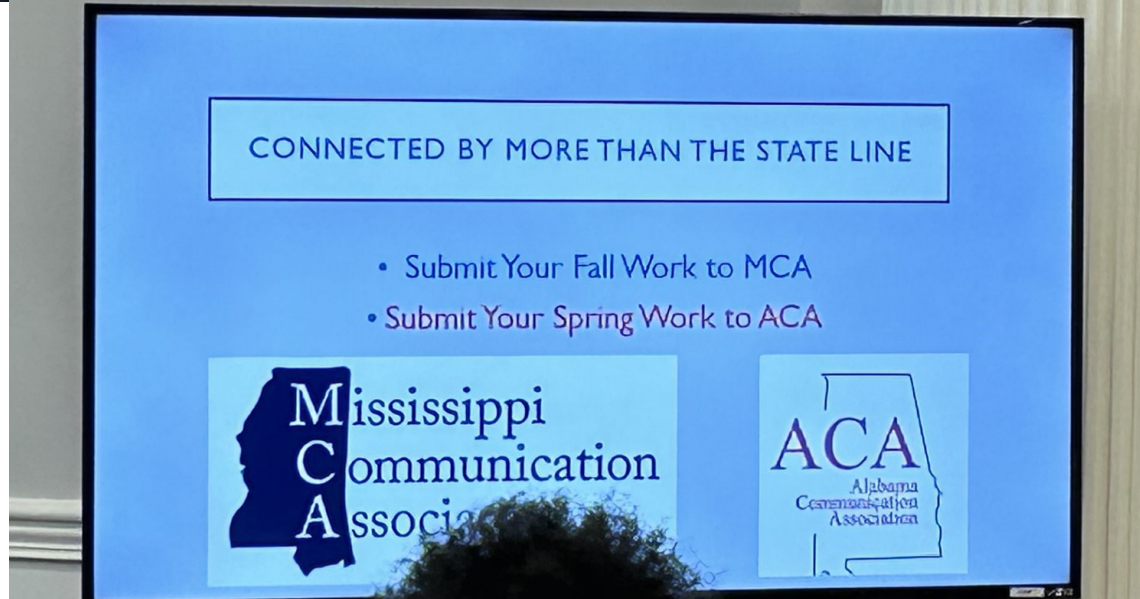 CONNECTED BY MORE THAN THE STATE LINE
• Submit Your Fall Work to MCA
• Submit Your Spring Work to ACA
Mississippi
Communication
ACA
Alabama
Communication
Association